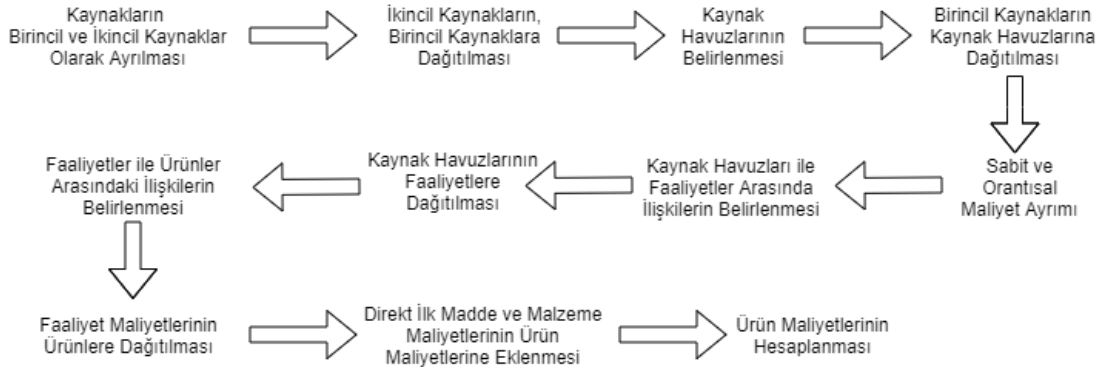 Kaynakların
Birincil ve İkincil Kaynaklar
Olarak Ayrılması
İkincil Kaynakların,
Birincil Kaynaklara
Dağıtılması
Kaynak
Havuzlarının
Belirlenmesi
Birincil Kaynakların
Kaynak Havuzlarına
Dağıtılması
Sabit ve
Orantısal
Maliyet Ayrımı
Kaynak Havuzları ile
Faaliyetler Arasında
İlişkilerin Belirlenmesi
Kaynak Havuzlarının
Faaliyetlere
Dağıtılması
Faaliyetler ile Ürünler
Arasındaki İlişkilerin
Belirlenmesi
Faaliyet Maliyetlerinin
Ürünlere Dağıtılması
Direkt İlk Madde ve Malzeme
Maliyetlerinin Ürün
Maliyetlerine Eklenmesi
Ürün Maliyetlerinin
Hesaplanması